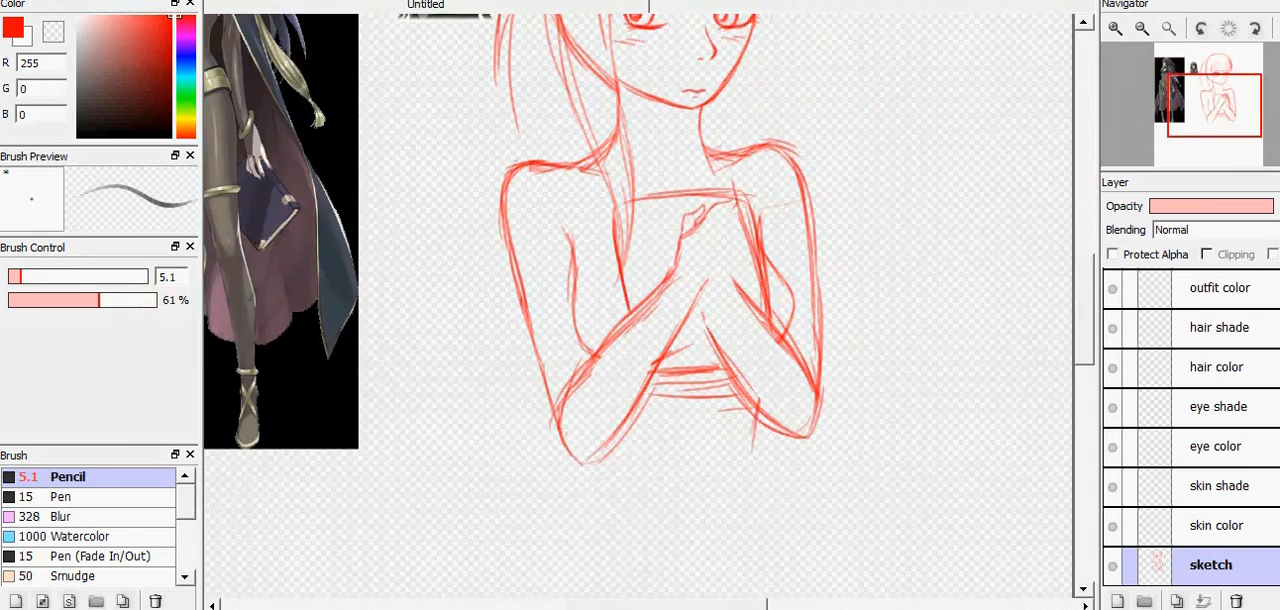 Color
Untitled
Navigator
R 255
G 0
B 0
Brush Preview
*
Brush Control
5.1
61 %
Layer
Opacity
Blending Normal
Protect Alpha Clipping
outfit color
hair shade
hair color
eye shade
eye color
skin shade
skin color
sketch
Brush
5.1 Pencil
15 Pen
328 Blur
1000 Watercolor
15 Pen (Fade In/Out)
50 Smudge